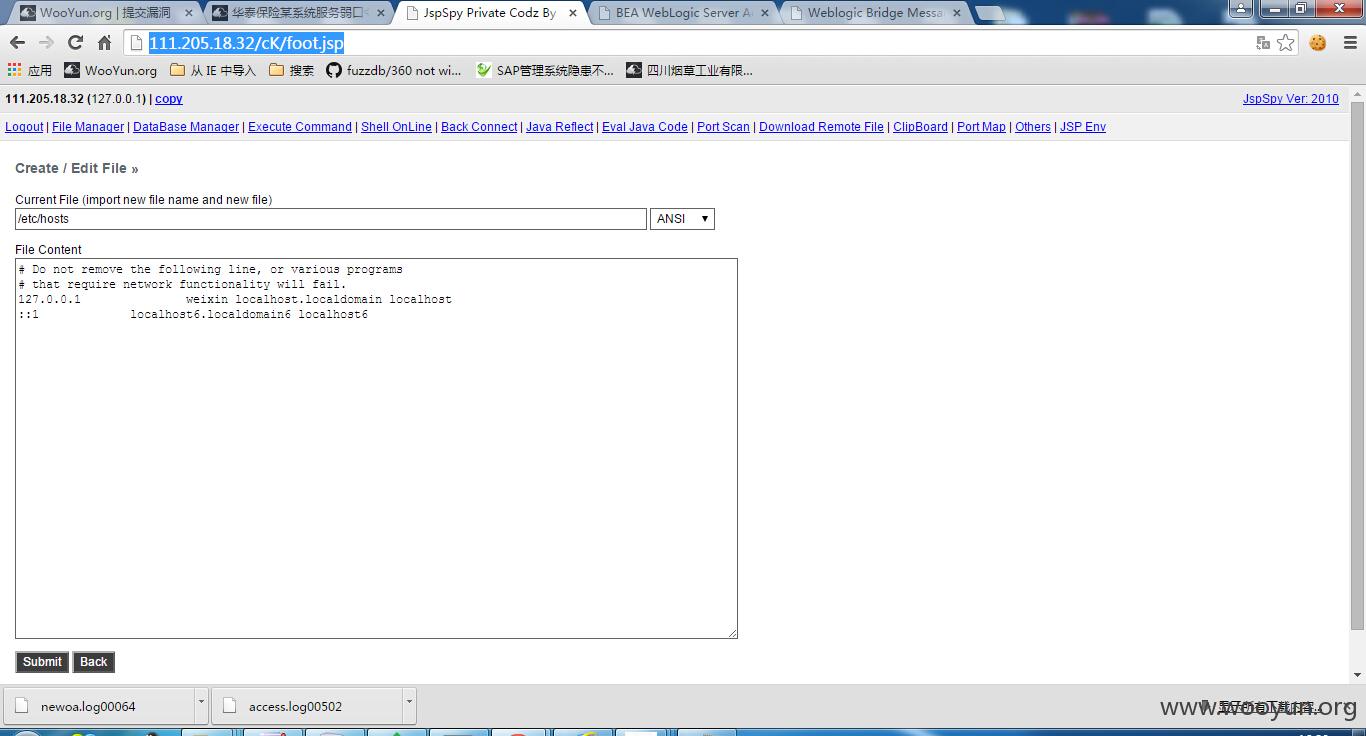 WooYun.org | 提交漏洞
华泰保险某系统服务弱口
JspSpy Private Codz By
BEA WebLogic Server A
Weblogic Bridge Messa
111.205.18.32/cK/foot.jsp
应用 WooYun.org 从 IE 中导入 搜索 fuzzdb/360 not wi... SAP管理系统隐患不... 四川烟草工业有限...
111.205.18.32 (127.0.0.1) | copy JspSpy Ver: 2010
Logout | File Manager | DataBase Manager | Execute Command | Shell OnLine | Back Connect | Java Reflect | Eval Java Code | Port Scan | Download Remote File | ClipBoard | Port Map | Others | JSP Env
Create / Edit File »
Current File (import new file name and new file)
/etc/hosts ANSI
File Content
# Do not remove the following line, or various programs
# that require network functionality will fail.
127.0.0.1 weixin localhost.localdomain localhost
::1 localhost6.localdomain6 localhost6
Submit Back
newoa.log00064 access.log00502
www.wooyun.org